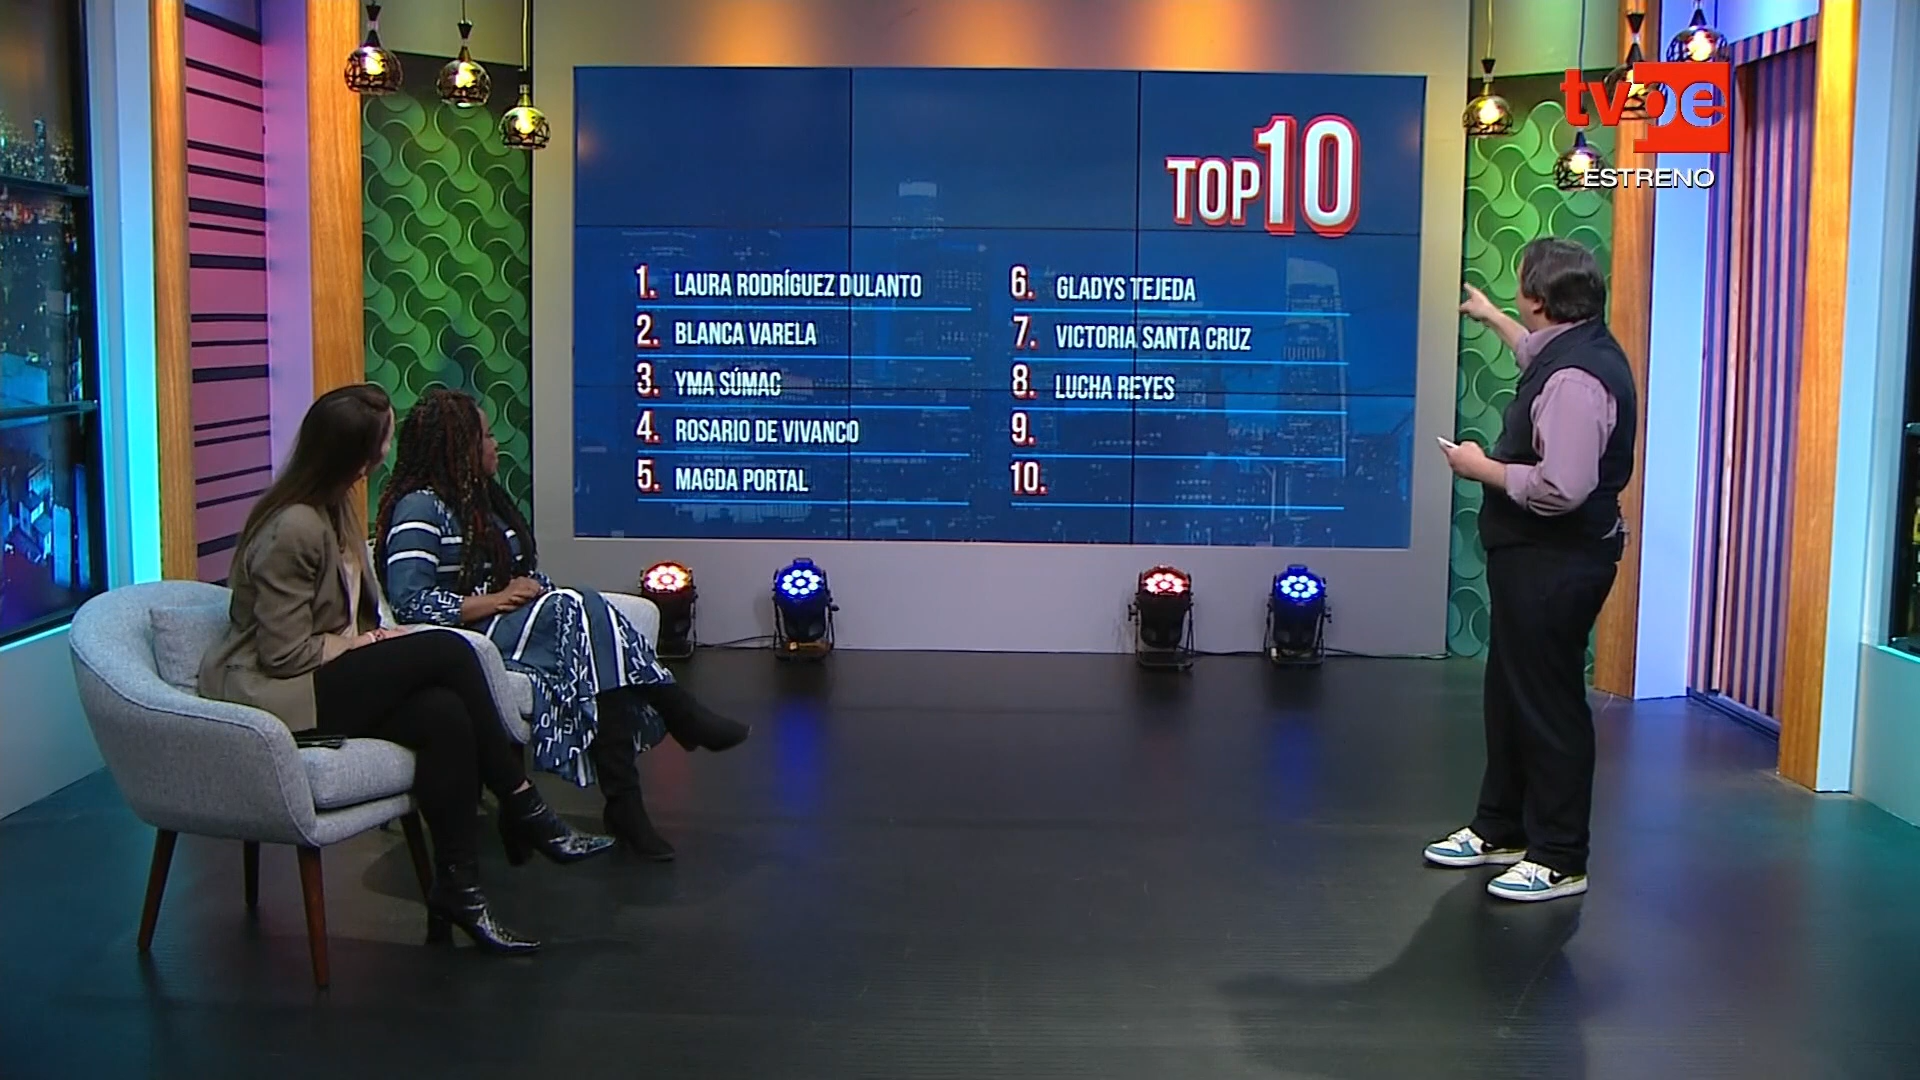 tvpe
ESTRENO
TOP10
1. LAURA RODRÍGUEZ DULANTO
2. BLANCA VARELA
3. YMA SÚMAC
4. ROSARIO DE VIVANCO
5. MAGDA PORTAL
6. GLADYS TEJEDA
7. VICTORIA SANTA CRUZ
8. LUCHA REYES
9.
10.